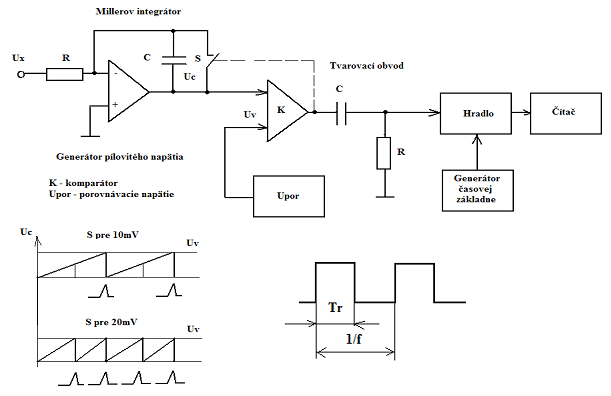 Millerov integrátor
Ux
R
C
S
Uc
-
+
Tvarovací obvod
C
Uv
K
R
Hradlo
Čítač
Generátor
časovej
základne
Upor
Generátor pílovitého napätia
K - komparátor
Upor - porovnávacie napätie
Uc
S pre 10mV
Uv
S pre 20mV
Uv
Tr
1/f